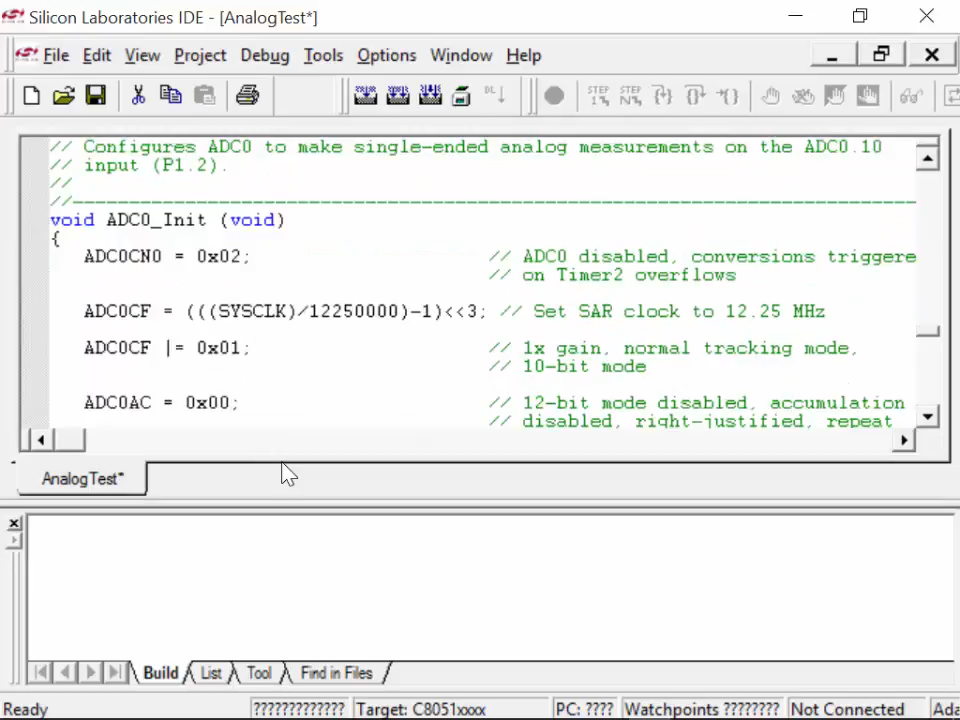 Silicon Laboratories IDE - [AnalogTest*]
File Edit View Project Debug Tools Options Window Help
// Configures ADC0 to make single-ended analog measurements on the ADC0.10
// input (P1.2).
//
//-----------------------------------------------------------------------------
void ADC0_Init (void)
{
ADC0CN0 = 0x02; // ADC0 disabled, conversions triggere
// on Timer2 overflows
ADC0CF = (((SYSCLK)/12250000)-1)<<3; // Set SAR clock to 12.25 MHz
ADC0CF |= 0x01; // 1x gain, normal tracking mode,
// 10-bit mode
ADC0AC = 0x00; // 12-bit mode disabled, accumulation
// disabled, right-justified, repeat
AnalogTest*
Build List Tool Find in Files
Ready ????????????? Target: C8051xxxx PC: ???? Watchpoints ???????? Not Connected Ada